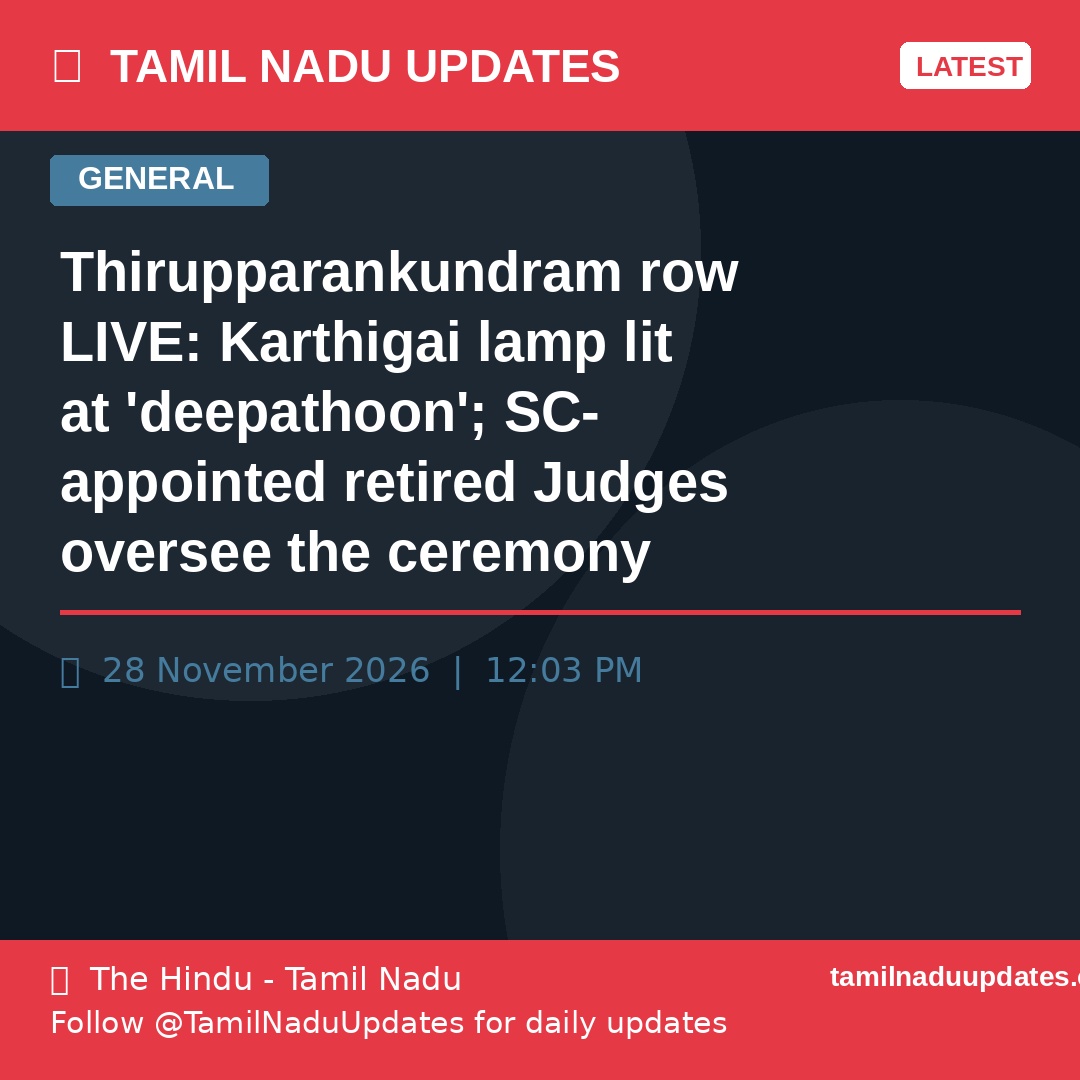 TAMIL NADU UPDATES
LATEST
GENERAL
Thirupparankundram row
LIVE: Karthigai lamp lit
at 'deepathoon'; SC-
appointed retired Judges
oversee the ceremony
28 November 2026 | 12:03 PM
The Hindu - Tamil Nadu
tamilnaduupdates.
Follow @TamilNaduUpdates for daily updates